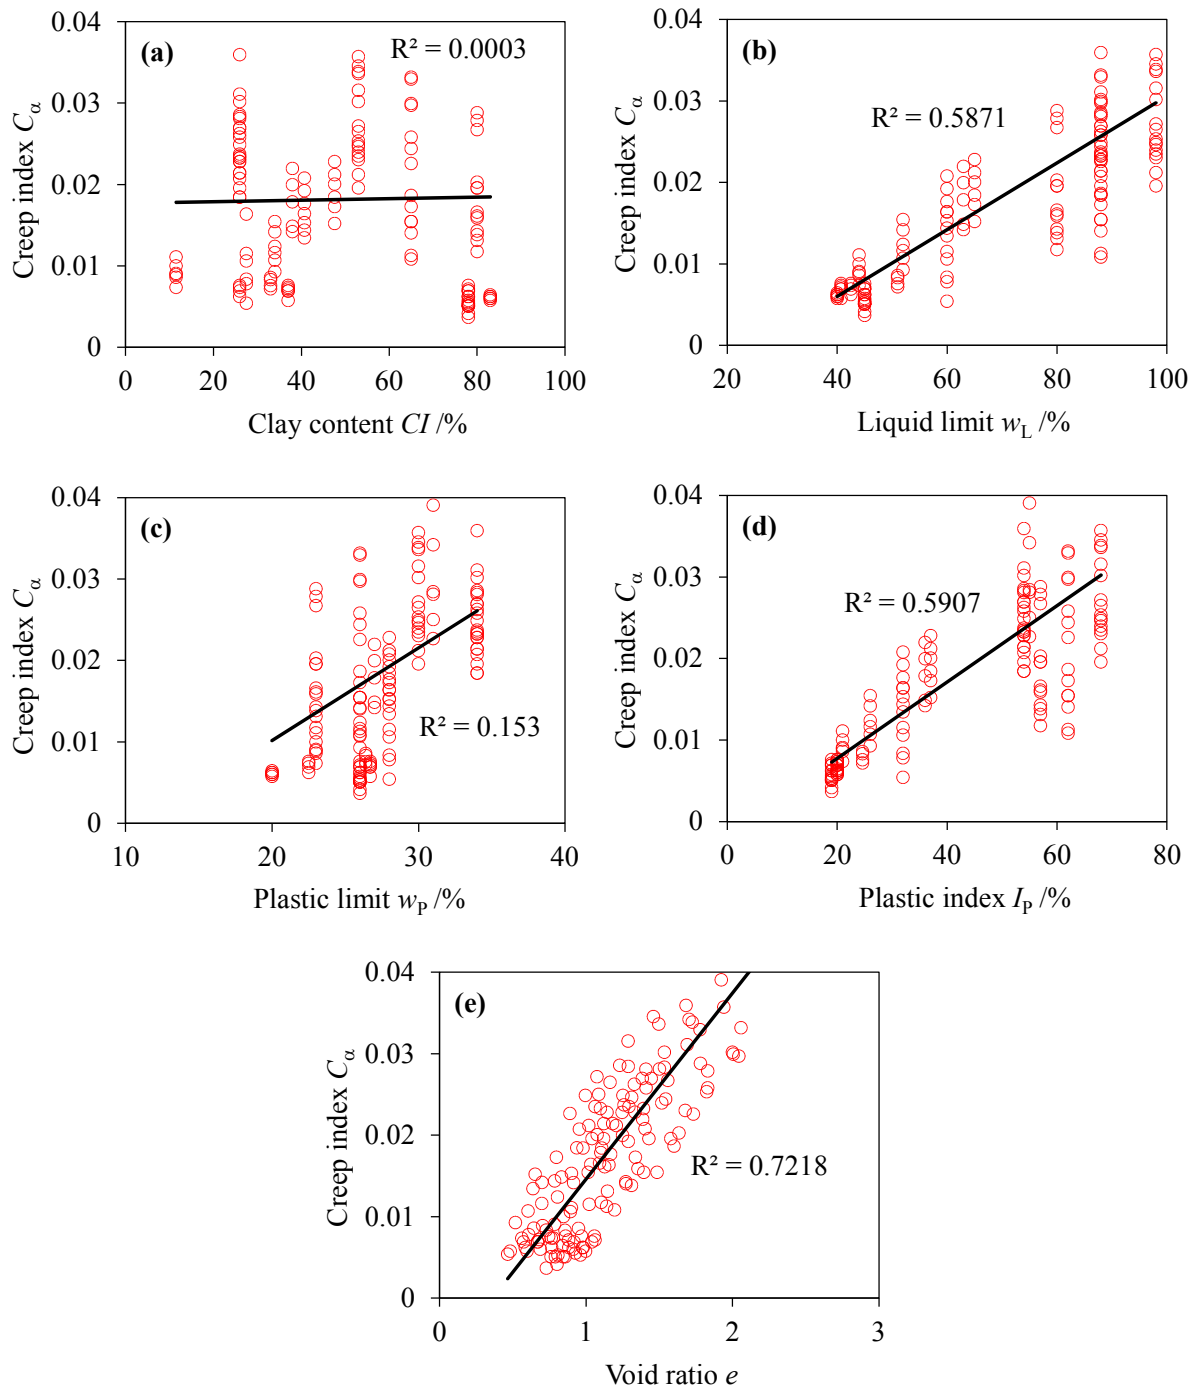 (a)
R² = 0.0003
Creep index Cα
0.04
0.03
0.02
0.01
0
0 20 40 60 80 100
Clay content CI /%
(b)
R² = 0.5871
Creep index Cα
0.04
0.03
0.02
0.01
0
20 40 60 80 100
Liquid limit wL /%
(c)
R² = 0.153
Creep index Cα
0.04
0.03
0.02
0.01
0
10 20 30 40
Plastic limit wP /%
(d)
R² = 0.5907
Creep index Cα
0.04
0.03
0.02
0.01
0
0 20 40 60 80
Plastic index IP /%
(e)
R² = 0.7218
Creep index Cα
0.04
0.03
0.02
0.01
0
0 1 2 3
Void ratio e